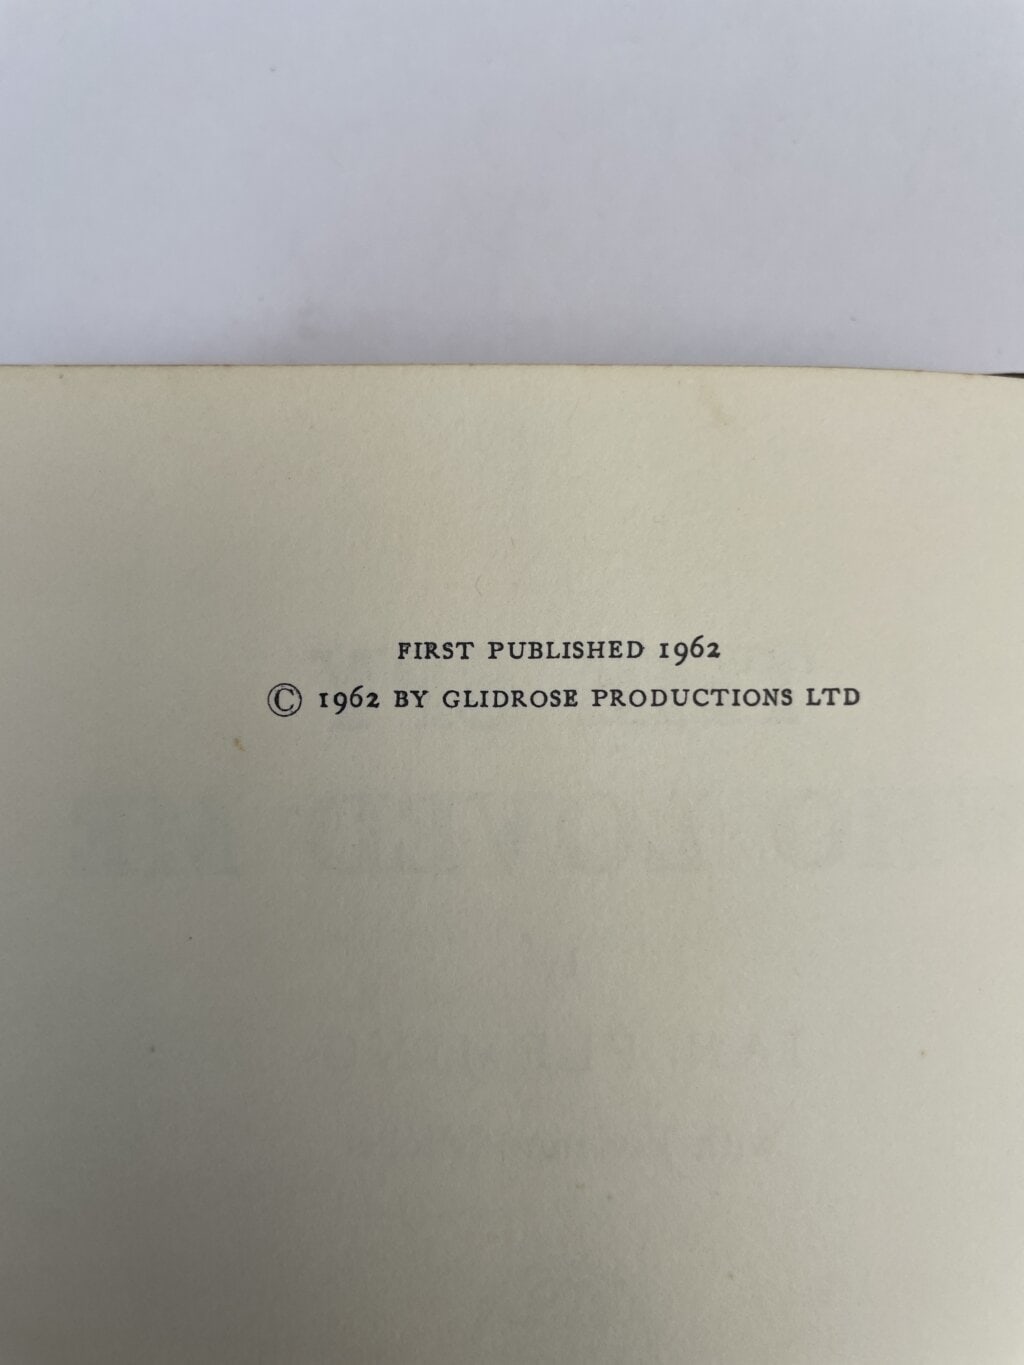 FIRST PUBLISHED 1962
© 1962 BY GLIDROSE PRODUCTIONS LTD